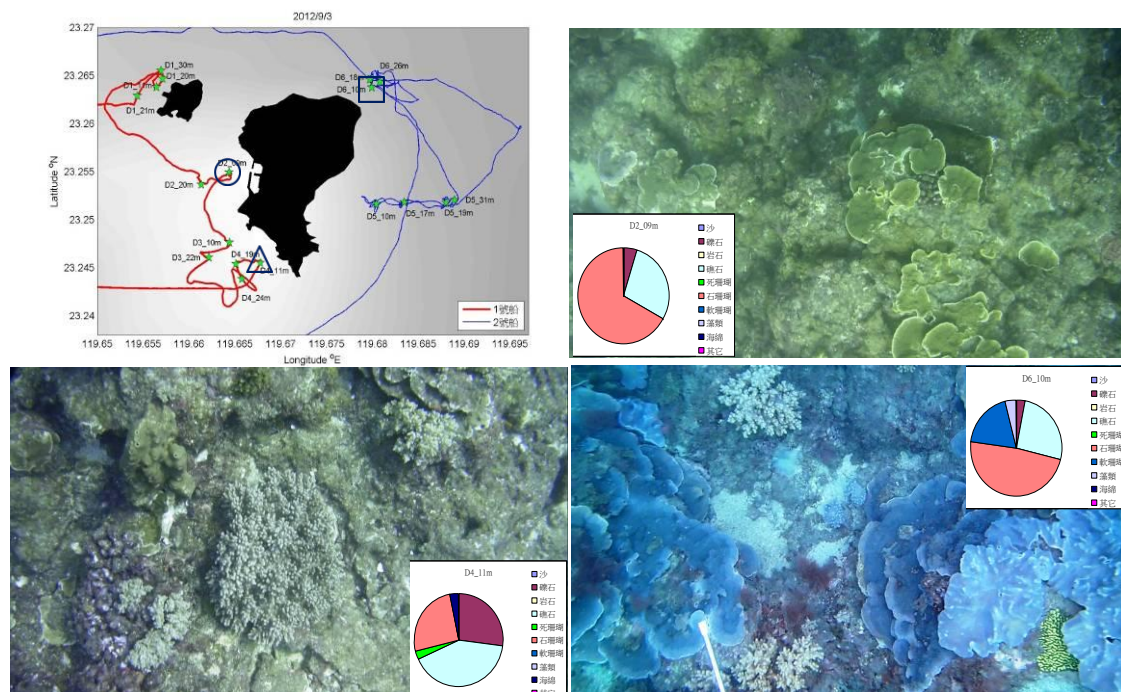 2012/9/3
23.27
23.265
23.26
23.255
23.25
23.245
23.24
Latitude °N
D1_30m
D1_20m
D1_21m
D6_26m
D6_10m
D2_09m
D2_20m
D5_10m
D5_17m
D5_19m
D5_31m
D3_10m
D3_22m
D4_19m
D4_11m
D4_24m
1號船
2號船
119.65 119.655 119.66 119.665 119.67 119.675 119.68 119.685 119.69 119.695
Longitude °E
D2_09m
沙
礫石
岩石
礁石
死珊瑚
石珊瑚
軟珊瑚
藻類
海綿
其它
D4_11m
沙
礫石
岩石
礁石
死珊瑚
石珊瑚
軟珊瑚
藻類
海綿
D6_10m
沙
礫石
岩石
礁石
死珊瑚
石珊瑚
軟珊瑚
藻類
海綿
其它